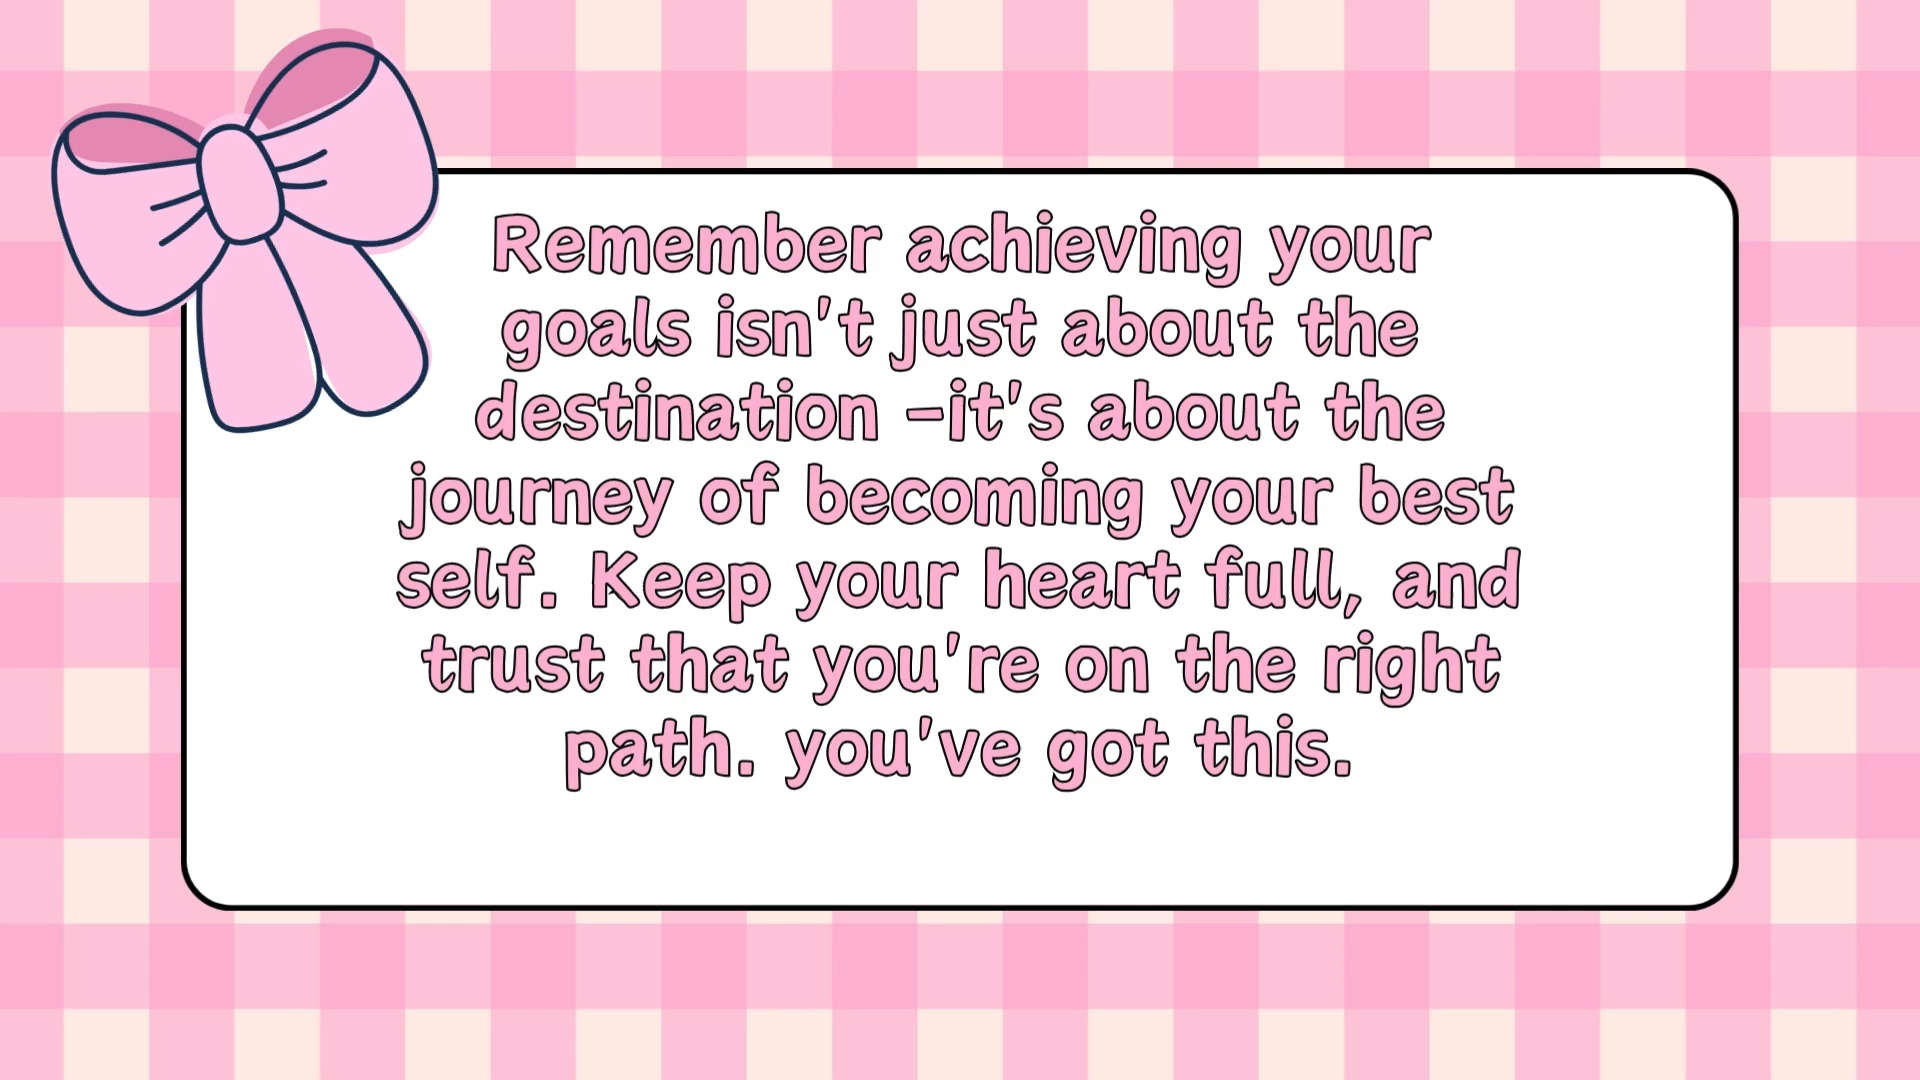 Remember achieving your
goals isn't just about the
destination -it's about the
journey of becoming your best
self. Keep your heart full, and
trust that you're on the right
path. you've got this.